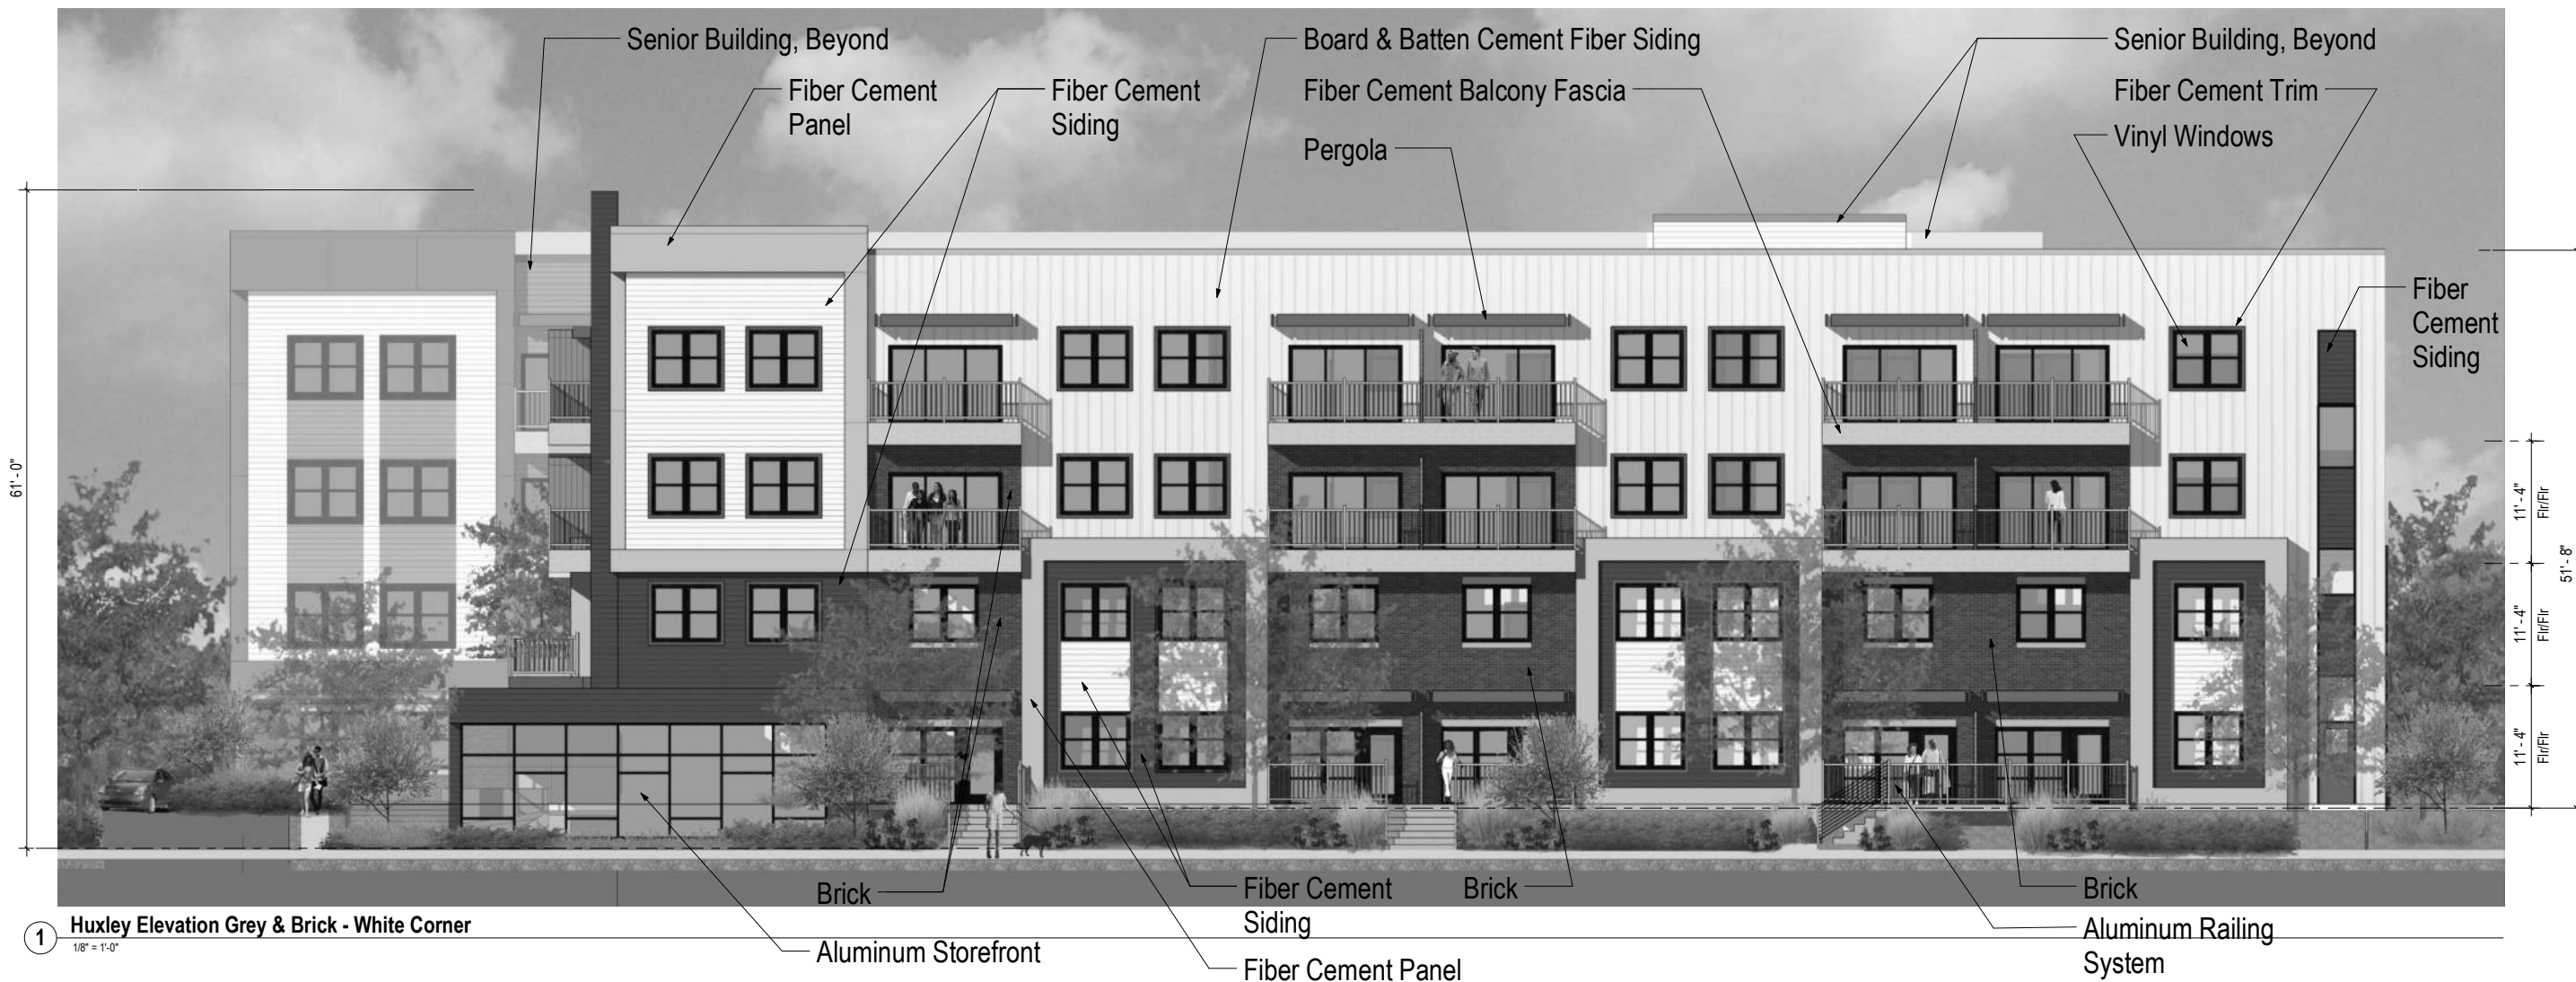 Senior Building, Beyond
Board & Batten Cement Fiber Siding
Senior Building, Beyond
Fiber Cement
Panel
Fiber Cement
Siding
Fiber Cement Balcony Fascia
Fiber Cement Trim
Pergola
Vinyl Windows
Fiber
Cement
Siding
61' - 0"
11' - 4"
Flr/Flr
11' - 4"
Flr/Flr
11' - 4"
Flr/Flr
51' - 8"
Brick
Fiber Cement
Siding
Brick
Brick
Aluminum Storefront
Fiber Cement Panel
Aluminum Railing
System
1
Huxley Elevation Grey & Brick - White Corner
1/8" = 1'-0"